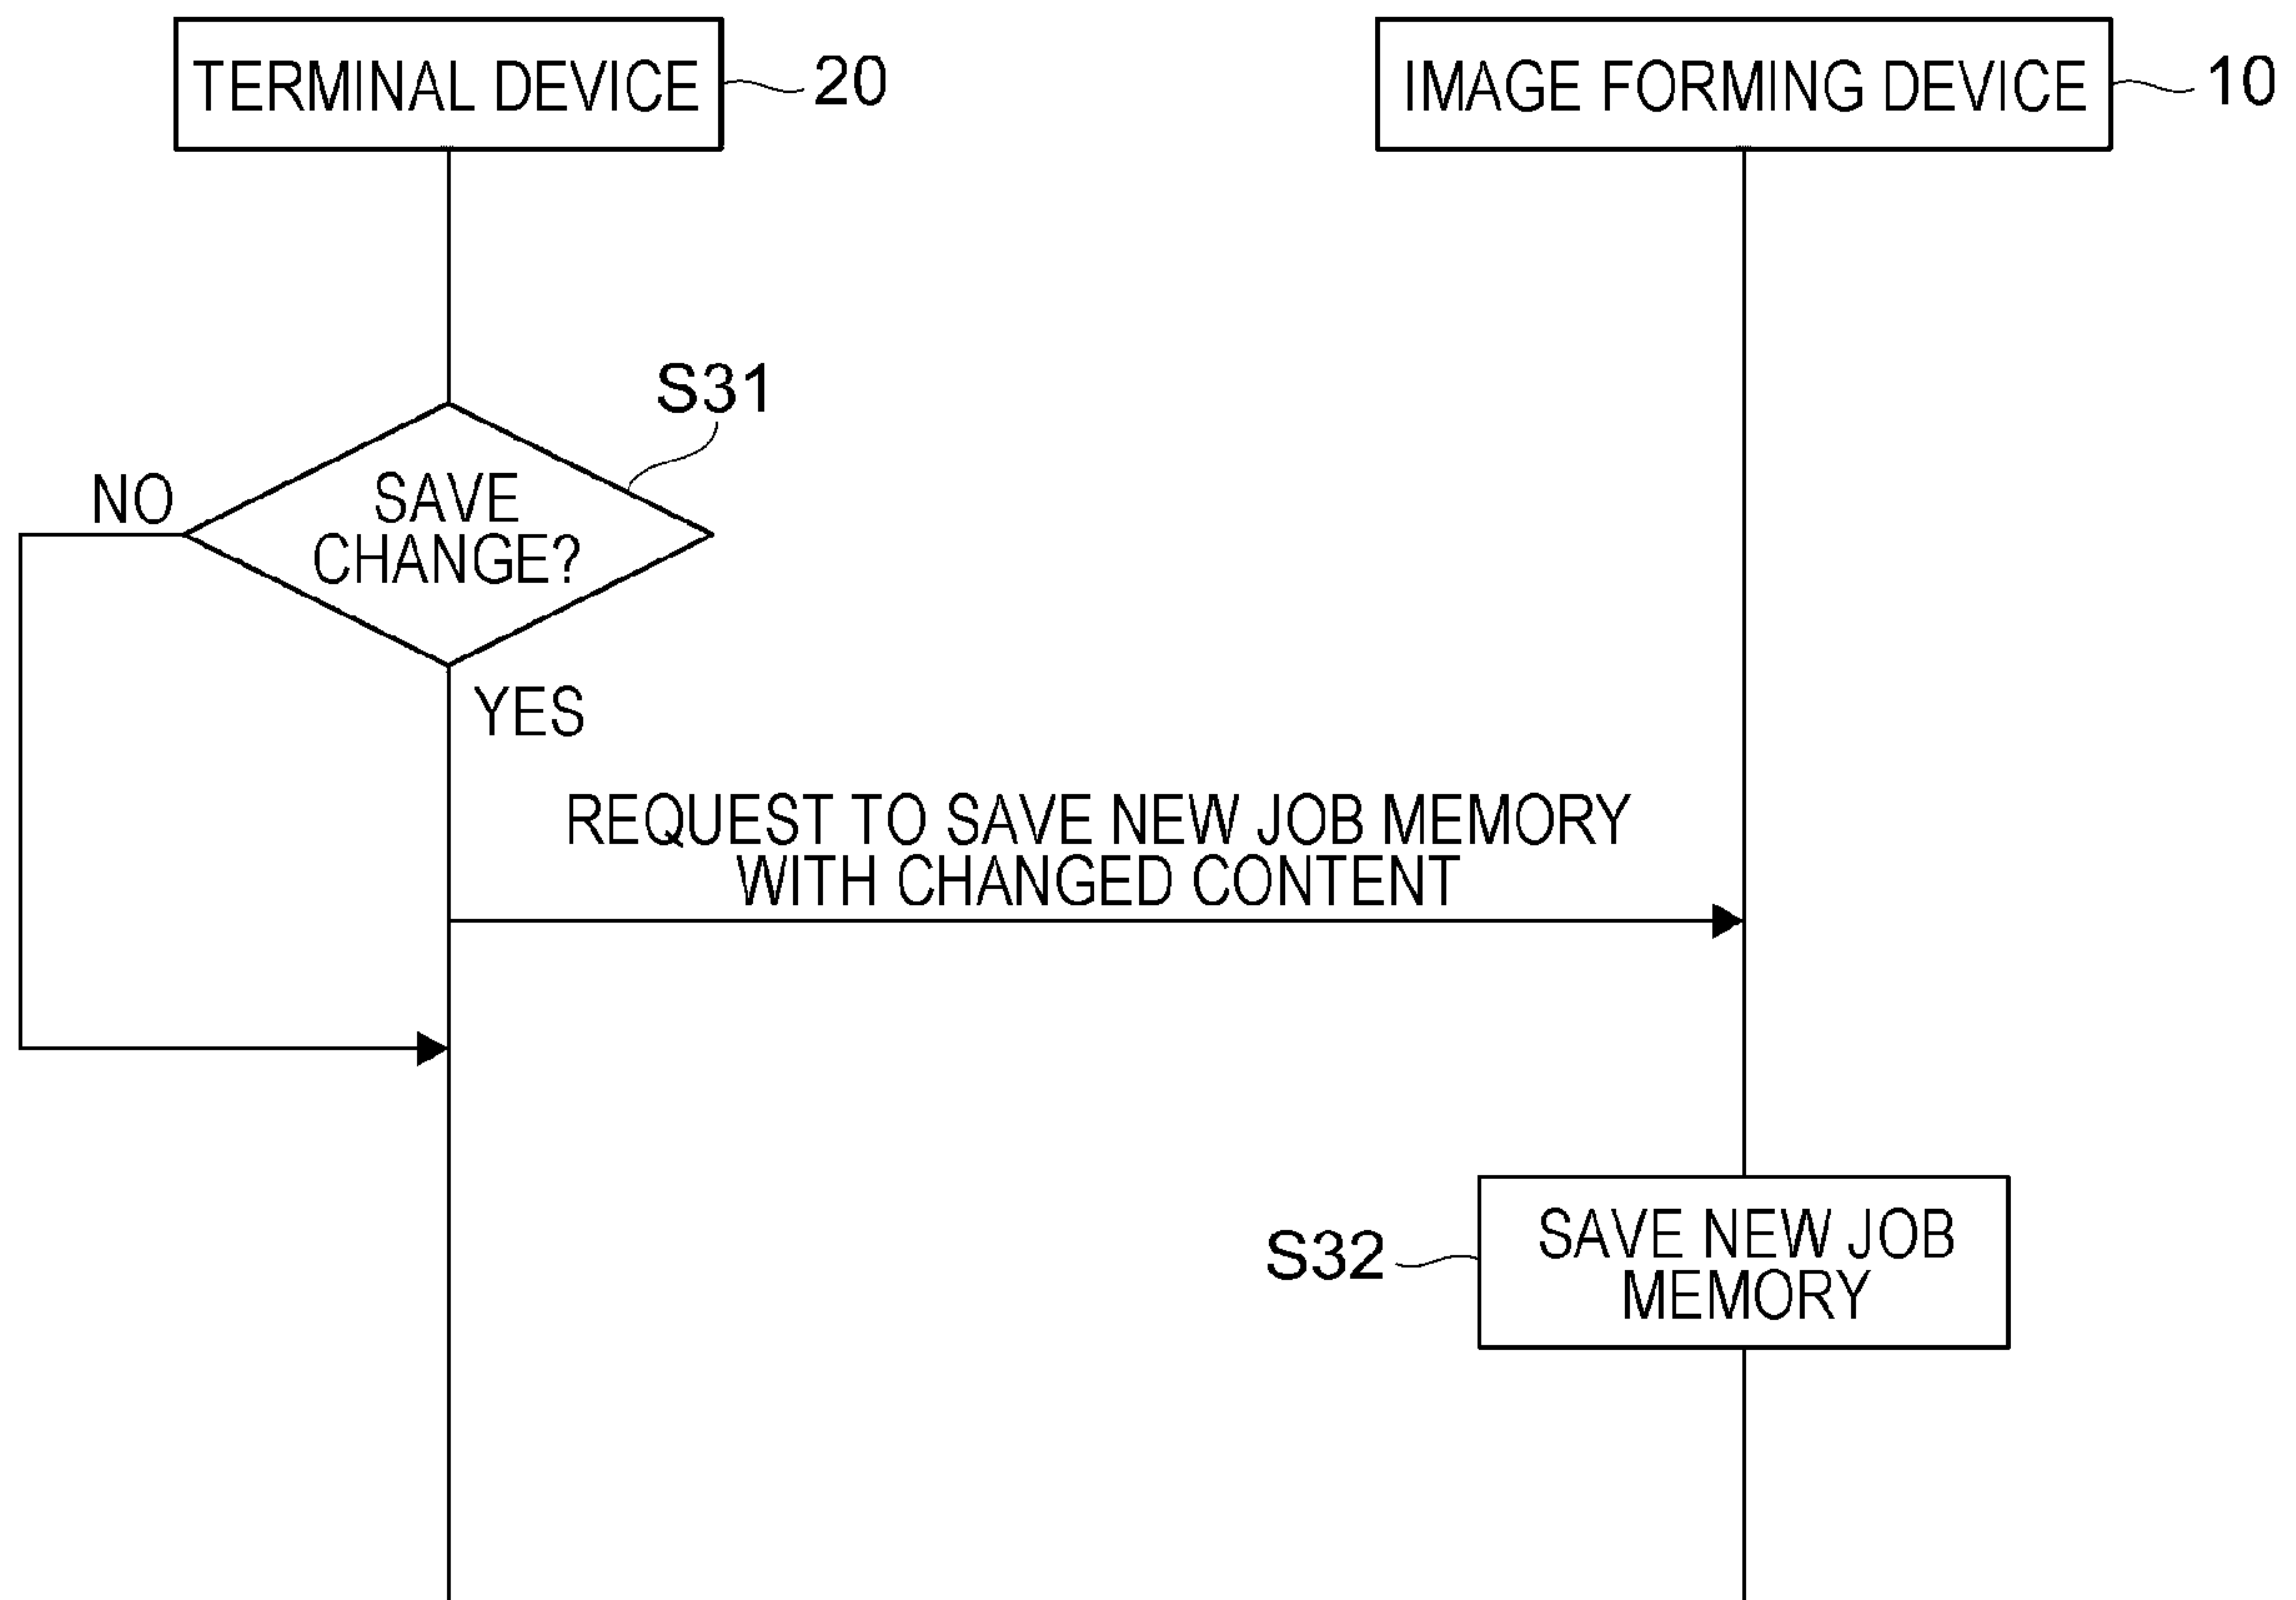 TERMINAL DEVICE
20
IMAGE FORMING DEVICE
10
S31
NO
SAVE
CHANGE?
YES
REQUEST TO SAVE NEW JOB MEMORY
WITH CHANGED CONTENT
S32
SAVE NEW JOB
MEMORY